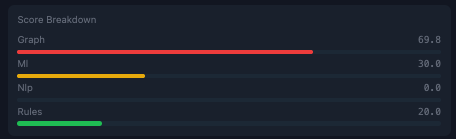 Score Breakdown
Graph 69.8
Ml 30.0
Nlp 0.0
Rules 20.0